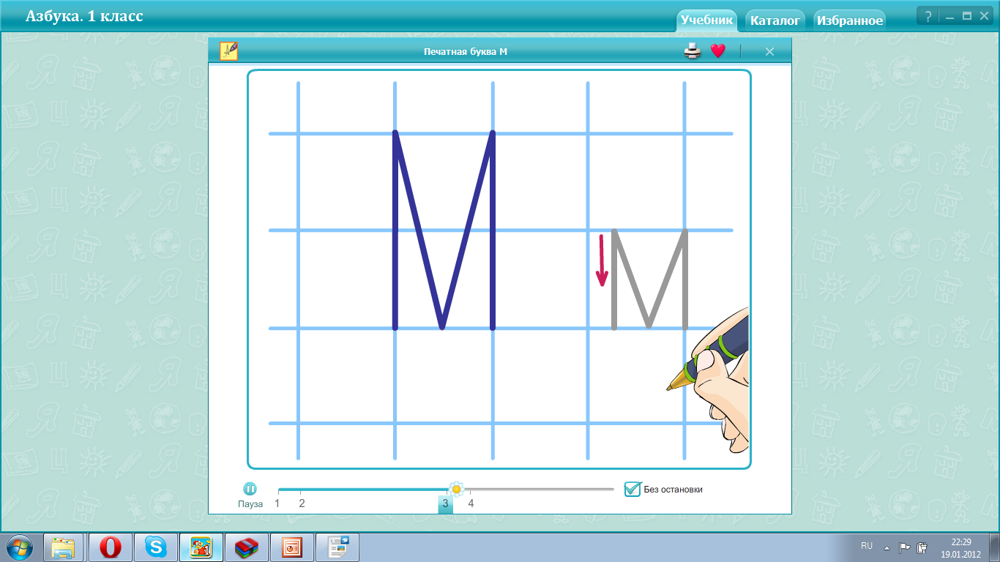 Азбука. 1 класс
Учебник Каталог Избранное ?
Печатная буква М
М м
Пауза 1 2 3 4 Без остановки
RU 22:29
19.01.2012